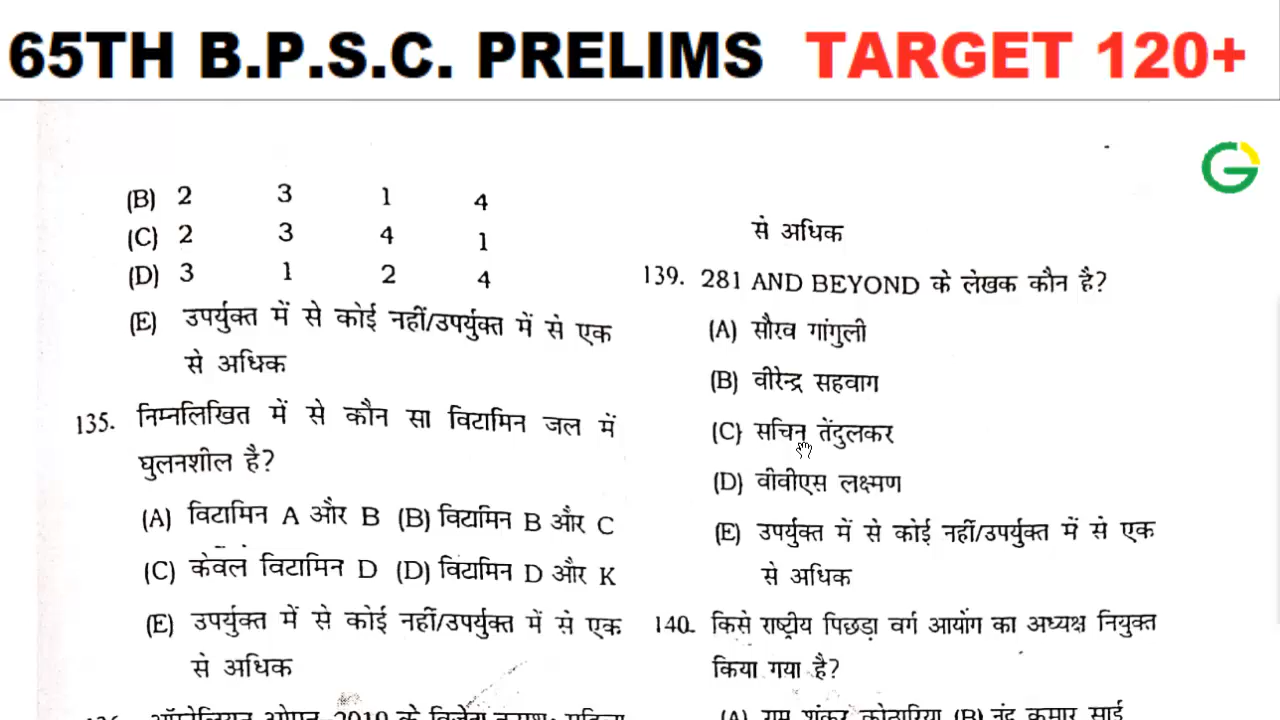 65TH B.P.S.C. PRELIMS TARGET 120+
(B) 2 3 1 4
(C) 2 3 4 1
(D) 3 1 2 4
(E) उपर्युक्त में से कोई नहीं/उपर्युक्त में से एक
से अधिक
135. निम्नलिखित में से कौन सा विटामिन जल में
घुलनशील है?
(A) विटामिन A और B (B) विटामिन B और C
(C) केवल विटामिन D (D) विटामिन D और K
(E) उपर्युक्त में से कोई नहीं/उपर्युक्त में से एक
से अधिक
से अधिक
139. 281 AND BEYOND के लेखक कौन है?
(A) सौरव गांगुली
(B) वीरेन्द्र सहवाग
(C) सचिन तेंदुलकर
(D) वीवीएस लक्ष्मण
(E) उपर्युक्त में से कोई नहीं/उपर्युक्त में से एक
से अधिक
140. किसे राष्ट्रीय पिछड़ा वर्ग आयोग का अध्यक्ष नियुक्त
किया गया है?